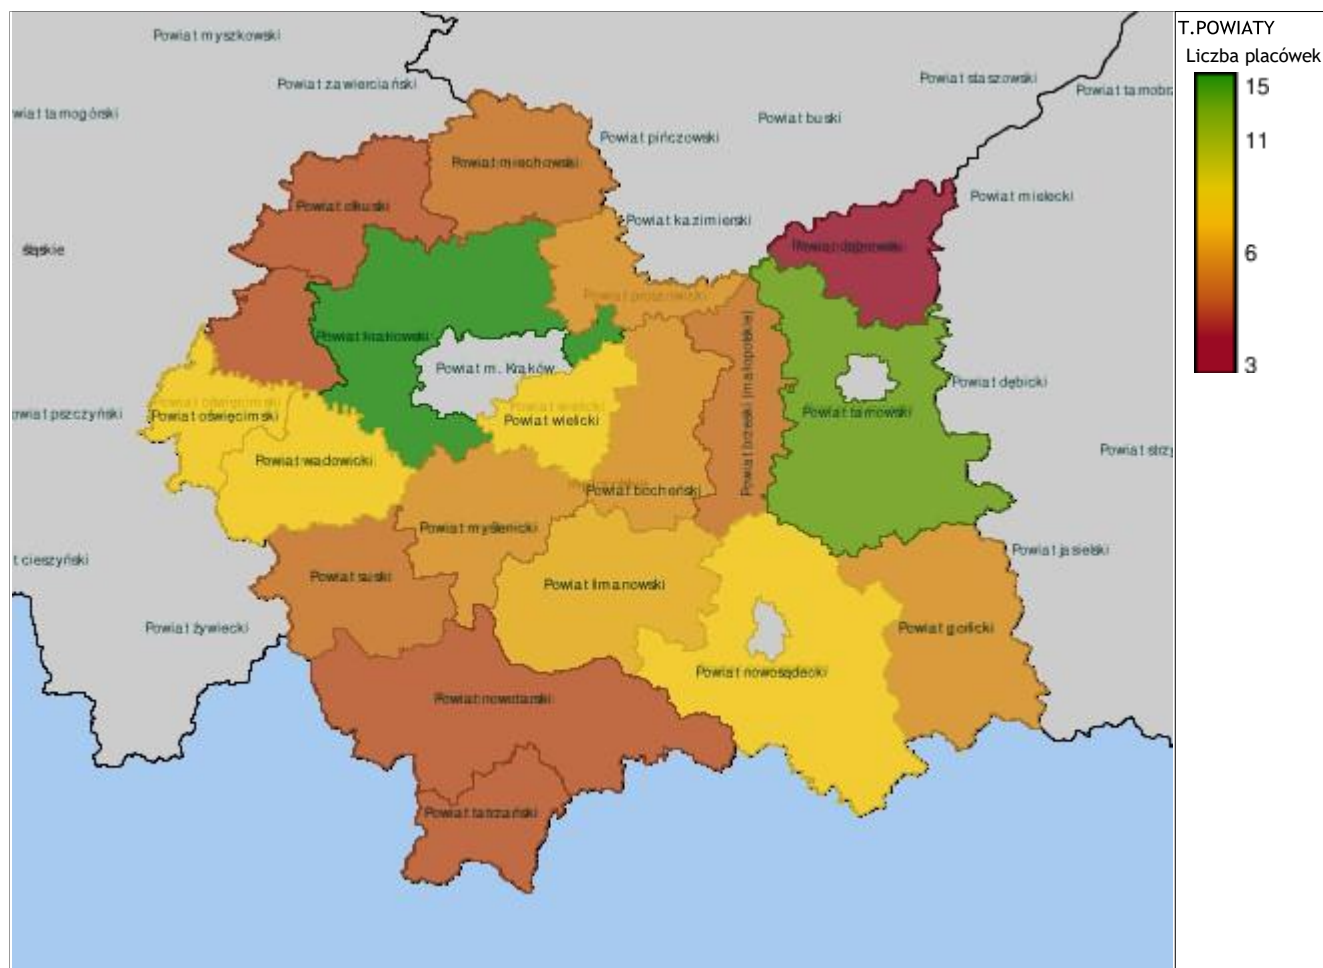 T.POWIATY
Liczba placówek
15
11
6
3
Powiat myszkowski
Powiat zawierciański
Powiat staszowski
Powiat buski
Powiat pińczowski
Powiat miechowski
Powiat mielecki
Powiat olkuski
Powiat kazimierski
śląskie
Powiat dąbrowski
Powiat proszowicki
Powiat krakowski
Powiat m. Kraków
Powiat brzeski (małopolskie)
Powiat dębicki
Powiat oświęcimski
Powiat oświęcimski
Powiat wielicki
Powiat wielicki
Powiat tarnowski
Powiat wadowicki
Powiat bocheński
Powiat myślenicki
Powiat jasielski
t cieszyński
Powiat suski
Powiat limanowski
Powiat żywiecki
Powiat gorlicki
Powiat nowosądecki
Powiat nowotarski
Powiat tatrzański